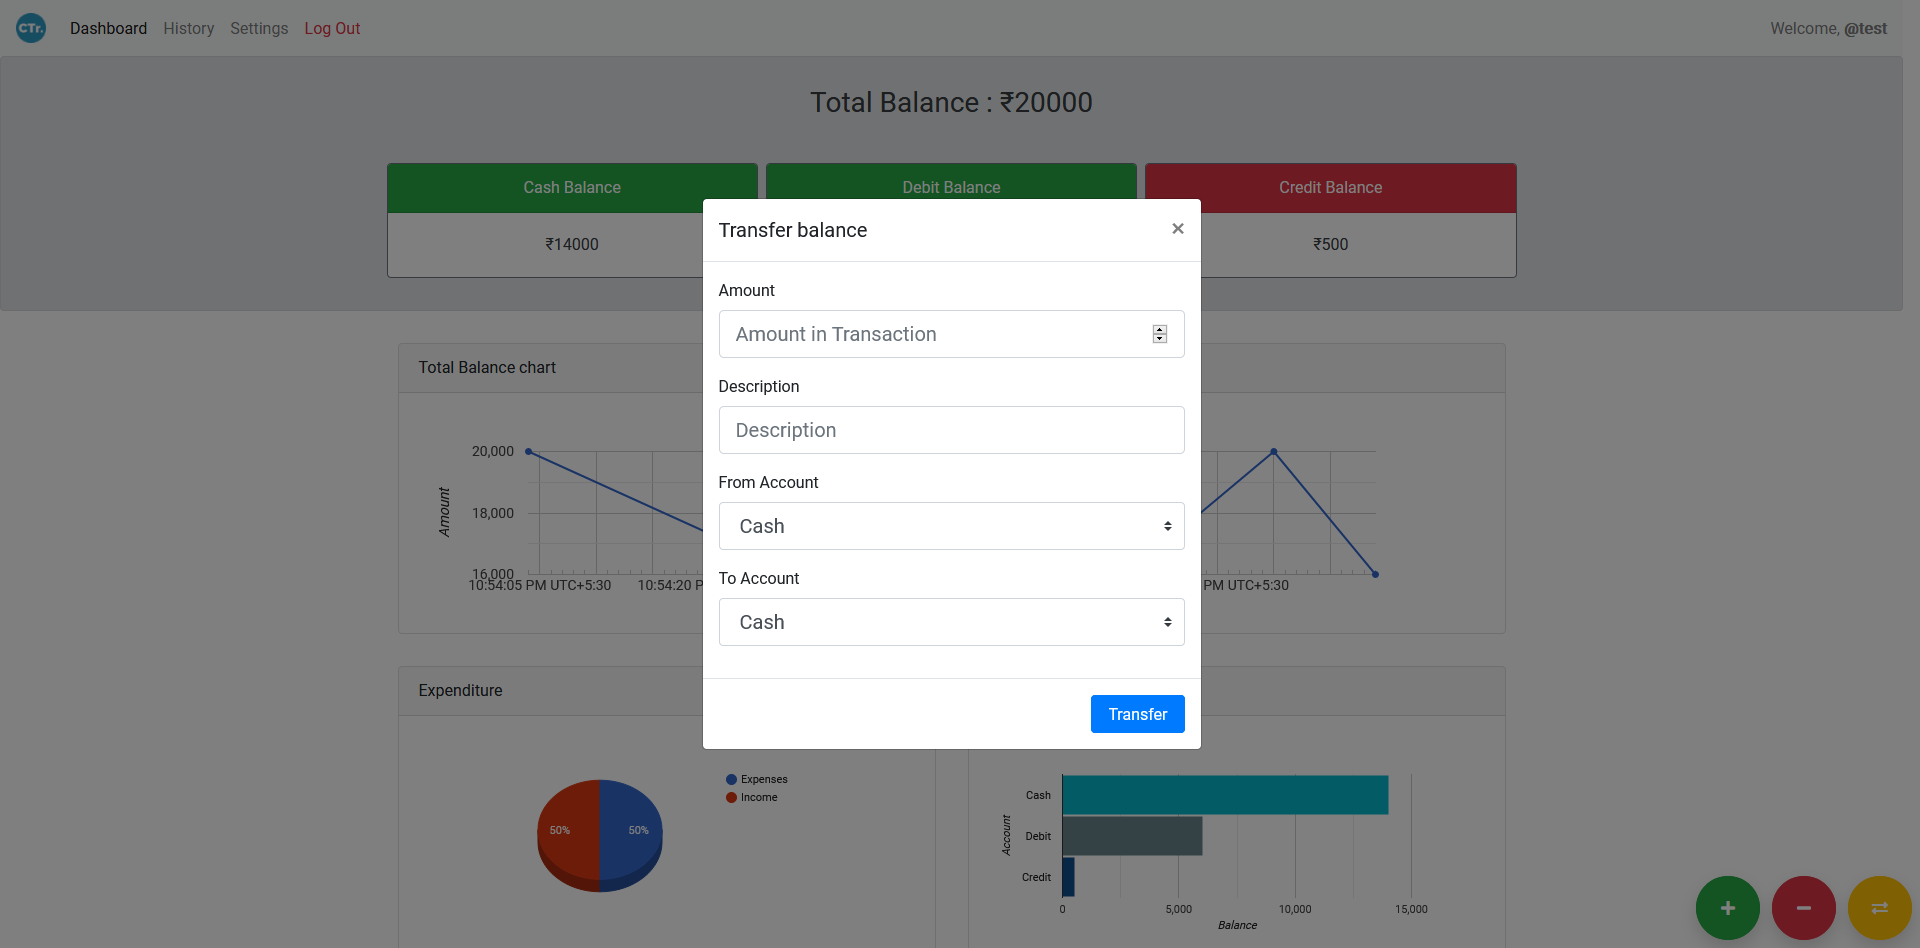 CTr.
Dashboard History Settings Log Out
Welcome, @test
Total Balance : ₹20000
Cash Balance
Debit Balance
Credit Balance
₹14000
₹500
Transfer balance
×
Amount
Amount in Transaction
Description
Description
From Account
Cash
To Account
Cash
Transfer
Total Balance chart
20,000
18,000
16,000
Amount
10:54:05 PM UTC+5:30
10:54:20 P
PM UTC+5:30
Expenditure
50%
50%
Expenses
Income
Account
Cash
Debit
Credit
0
5,000
10,000
15,000
Balance